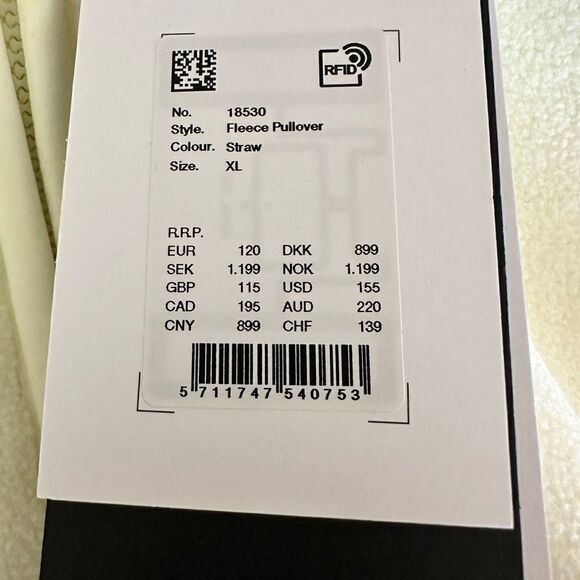 RFID
No. 18530
Style. Fleece Pullover
Colour. Straw
Size. XL
R.R.P.
EUR 120 DKK 899
SEK 1.199 NOK 1.199
GBP 115 USD 155
CAD 195 AUD 220
CNY 899 CHF 139
5 711747 540753